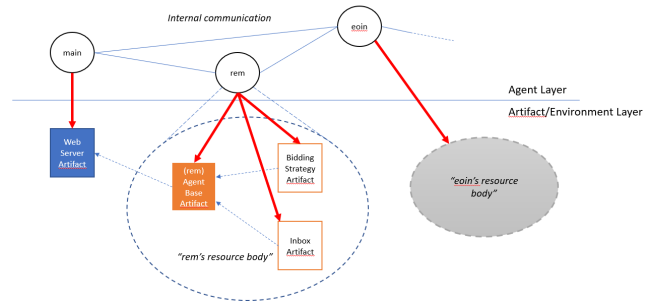 Internal communication
eoin
main
rem
Agent Layer
Artifact/Environment Layer
Web
Server
Artifact
(rem)
Agent
Base
Artifact
Bidding
Strategy
Artifact
Inbox
Artifact
"rem's resource body"
"eoin's resource
body"